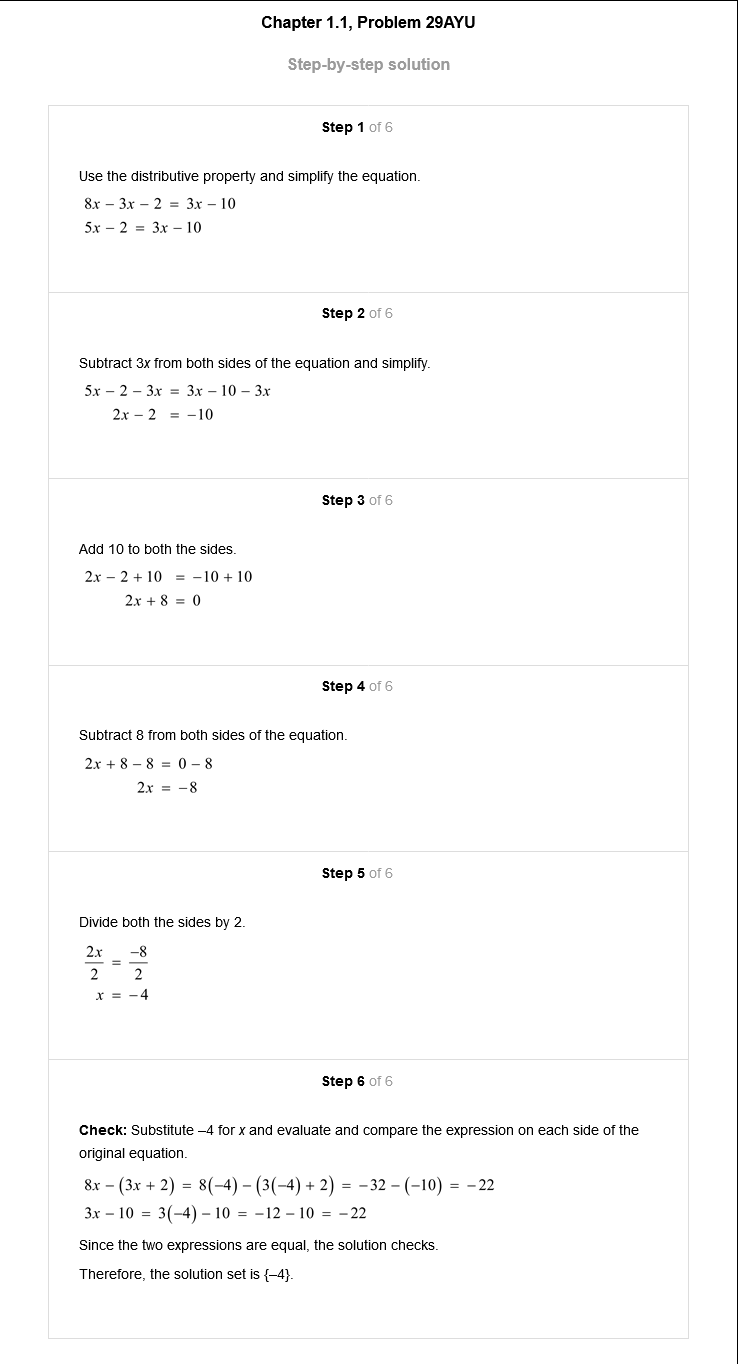 Chapter 1.1, Problem 29AYU
Step-by-step solution
Step 1 of 6
Use the distributive property and simplify the equation.
8x − 3x − 2 = 3x − 10
5x − 2 = 3x − 10
Step 2 of 6
Subtract 3x from both sides of the equation and simplify.
5x − 2 − 3x = 3x − 10 − 3x
2x − 2 = −10
Step 3 of 6
Add 10 to both the sides.
2x − 2 + 10 = −10 + 10
2x + 8 = 0
Step 4 of 6
Subtract 8 from both sides of the equation.
2x + 8 − 8 = 0 − 8
2x = −8
Step 5 of 6
Divide both the sides by 2.
2x/2 = −8/2
x = −4
Step 6 of 6
Check: Substitute –4 for x and evaluate and compare the expression on each side of the
original equation.
8x − (3x + 2) = 8(−4) − (3(−4) + 2) = −32 − (−10) = −22
3x − 10 = 3(−4) − 10 = −12 − 10 = −22
Since the two expressions are equal, the solution checks.
Therefore, the solution set is {–4}.